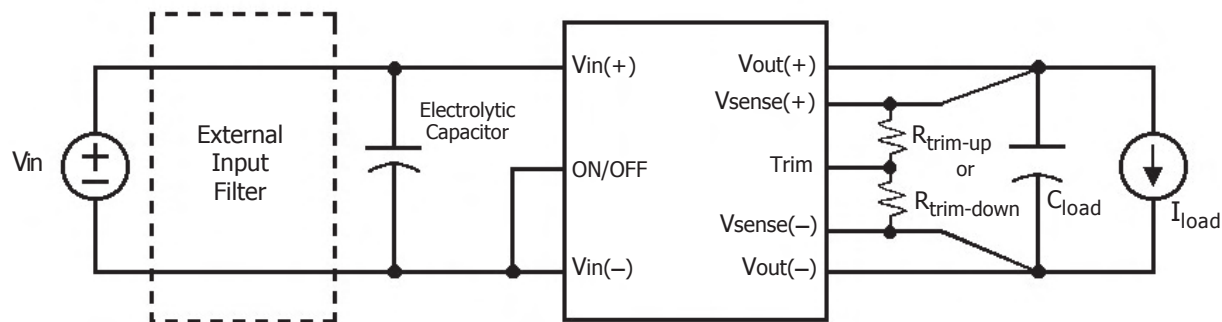 Vin
External
Input
Filter
Electrolytic
Capacitor
Vin(+)
ON/OFF
Vin(−)
Vout(+)
Vsense(+)
Trim
Vsense(−)
Vout(−)
Rtrim-up
or
Rtrim-down
Cload
Iload